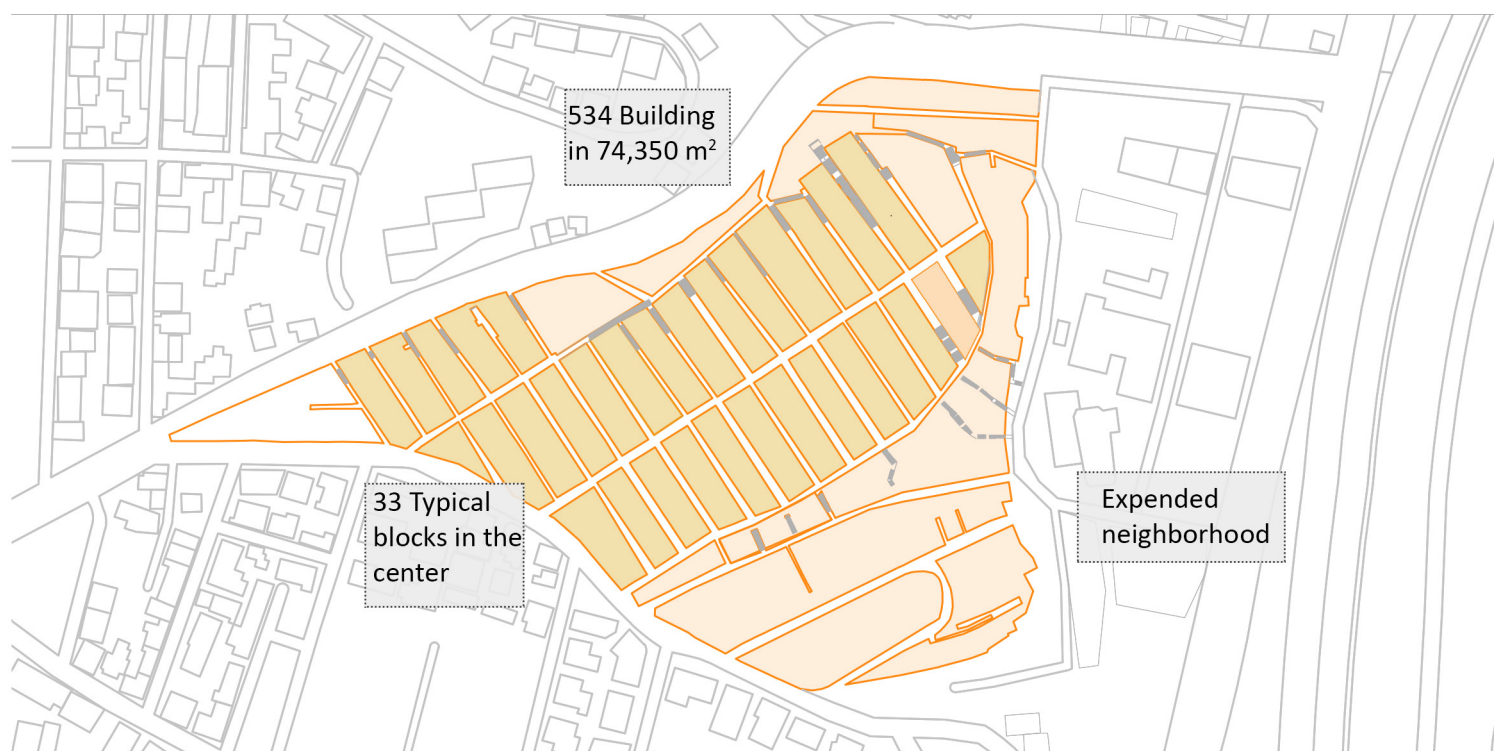 534 Building
in 74,350 m²
33 Typical
blocks in the
center
Expended
neighborhood